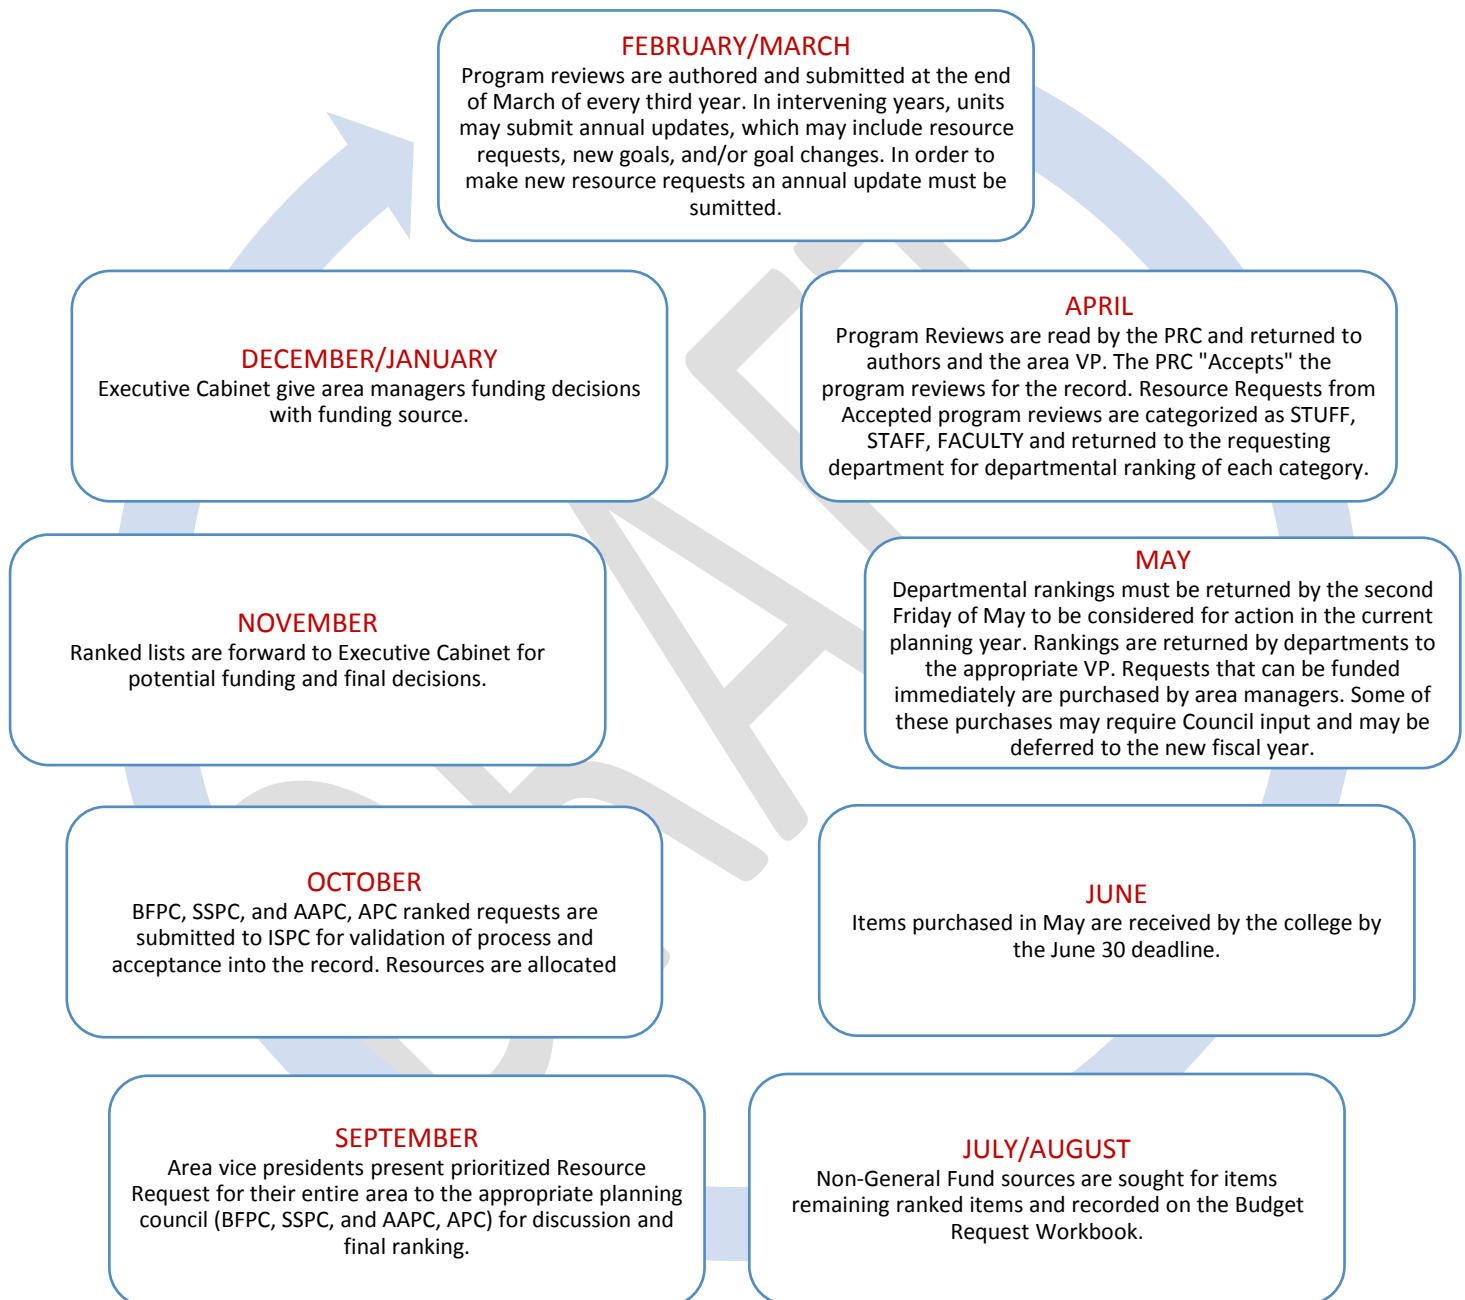 FEBRUARY/MARCH
Program reviews are authored and submitted at the end
of March of every third year. In intervening years, units
may submit annual updates, which may include resource
requests, new goals, and/or goal changes. In order to
make new resource requests an annual update must be
sumitted.
APRIL
Program Reviews are read by the PRC and returned to
authors and the area VP. The PRC "Accepts" the
program reviews for the record. Resource Requests from
Accepted program reviews are categorized as STUFF,
STAFF, FACULTY and returned to the requesting
department for departmental ranking of each category.
MAY
Departmental rankings must be returned by the second
Friday of May to be considered for action in the current
planning year. Rankings are returned by departments to
the appropriate VP. Requests that can be funded
immediately are purchased by area managers. Some of
these purchases may require Council input and may be
deferred to the new fiscal year.
JUNE
Items purchased in May are received by the college by
the June 30 deadline.
JULY/AUGUST
Non-General Fund sources are sought for items
remaining ranked items and recorded on the Budget
Request Workbook.
SEPTEMBER
Area vice presidents present prioritized Resource
Request for their entire area to the appropriate planning
council (BFPC, SSPC, and AAPC, APC) for discussion and
final ranking.
OCTOBER
BFPC, SSPC, and AAPC, APC ranked requests are
submitted to ISPC for validation of process and
acceptance into the record. Resources are allocated
NOVEMBER
Ranked lists are forward to Executive Cabinet for
potential funding and final decisions.
DECEMBER/JANUARY
Executive Cabinet give area managers funding decisions
with funding source.
DRAFT